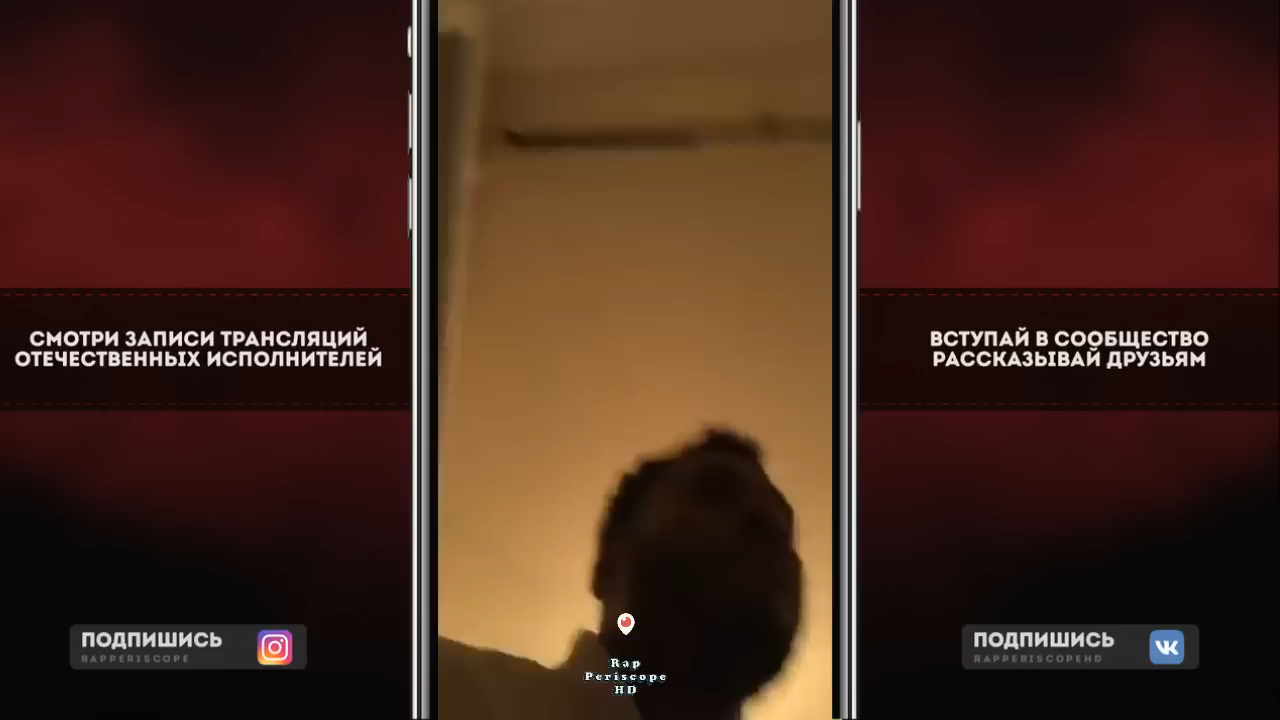 СМОТРИ ЗАПИСИ ТРАНСЛЯЦИЙ
ОТЕЧЕСТВЕННЫХ ИСПОЛНИТЕЛЕЙ
ВСТУПАЙ В СООБЩЕСТВО
РАССКАЗЫВАЙ ДРУЗЬЯМ
ПОДПИШИСЬ
RAPPERISCOPE
Rap
Periscope
HD
ПОДПИШИСЬ
RAPPERISCOPEHD